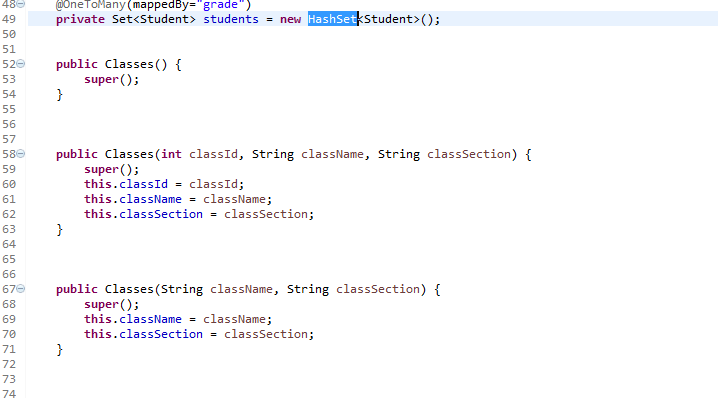 48 @OneToMany(mappedBy="grade")
49 private Set<Student> students = new HashSet<Student>();
50
51
52 public Classes() {
53 super();
54 }
55
56
57
58 public Classes(int classId, String className, String classSection) {
59 super();
60 this.classId = classId;
61 this.className = className;
62 this.classSection = classSection;
63 }
64
65
66
67 public Classes(String className, String classSection) {
68 super();
69 this.className = className;
70 this.classSection = classSection;
71 }
72
73
74